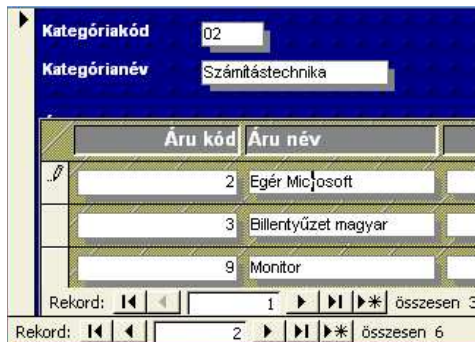 Kategóriakód 02
Kategórianév Számítástechnika
Áru kód Áru név
2 Egér Microsoft
3 Billentyűzet magyar
9 Monitor
Rekord: 1 összesen 3
Rekord: 2 összesen 6